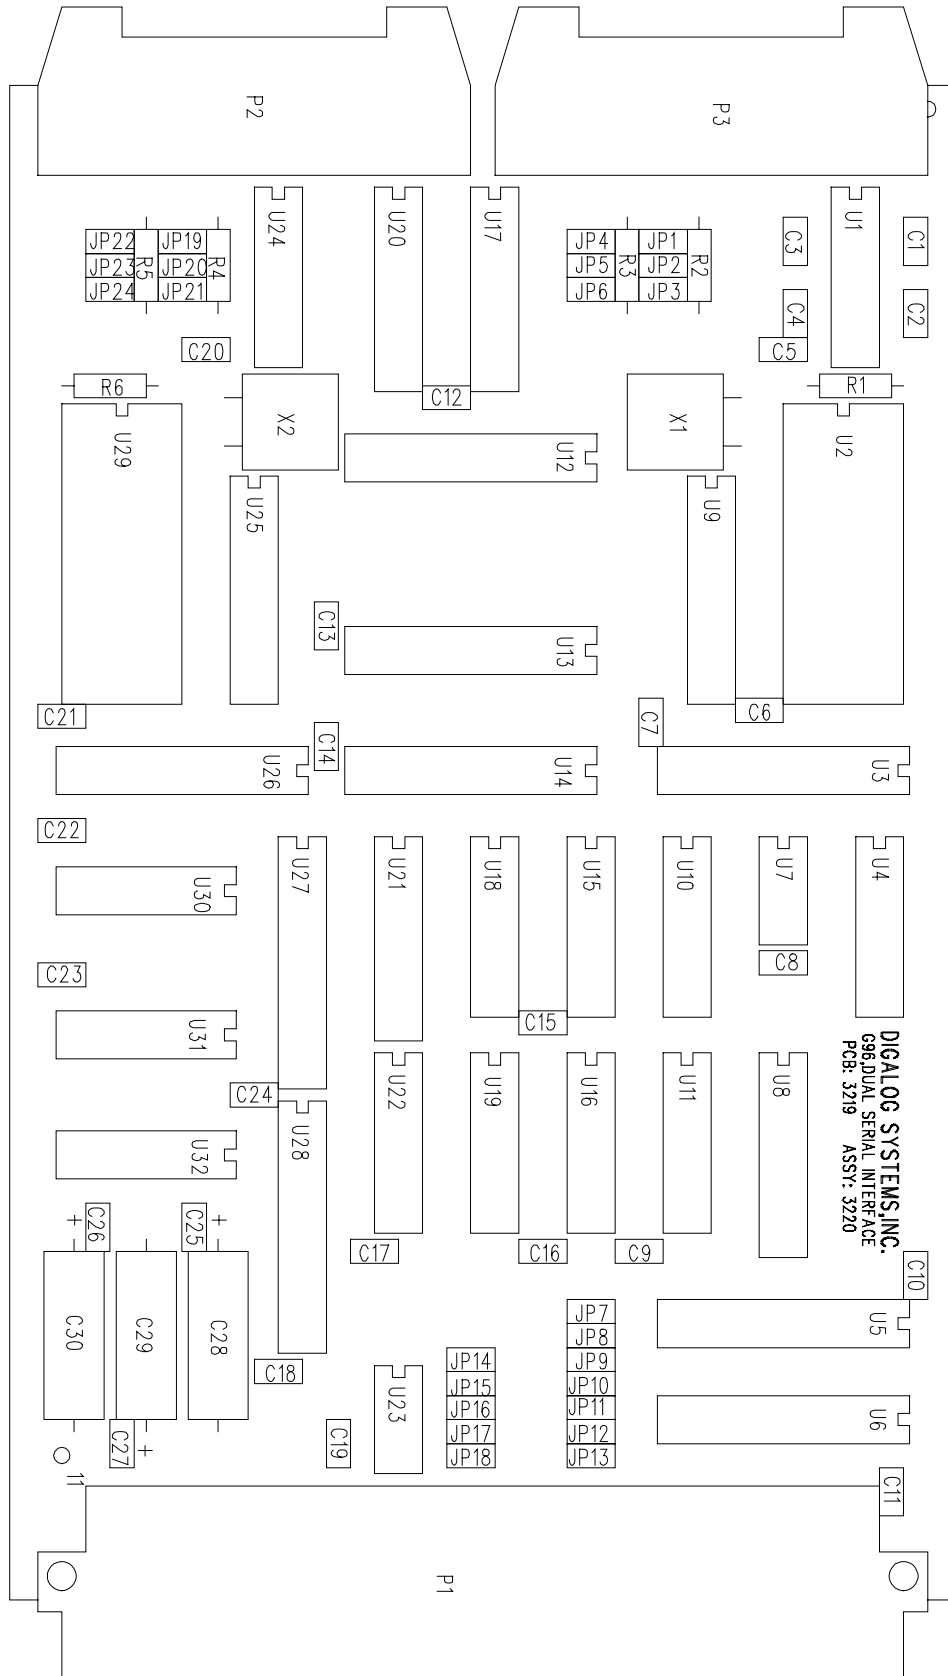 P2
P3
U24
U20
U17
U1
C3
C1
JP22
JP19
JP4
JP1
JP23
JP20
JP5
JP2
JP24
JP21
JP6
JP3
R5
R4
R3
R2
C4
C2
C20
C5
R6
C12
R1
U29
X2
U12
X1
U2
U25
U9
C13
U13
C21
C14
C7
C6
U26
U14
U3
C22
U30
U27
U21
U18
U15
U10
U7
U4
C23
C8
U31
C15
DIGALOG SYSTEMS,INC.
G96,DUAL SERIAL INTERFACE
PCB: 3219 ASSY: 3220
C24
U28
U22
U19
U16
U11
U8
U32
+
C26
C25
+
C17
C16
C9
C10
C30
C29
C28
JP7
U5
JP8
C18
JP14
JP9
JP15
JP10
U23
JP16
JP11
U6
JP17
JP12
C27
+
C19
JP18
JP13
11
C11
P1